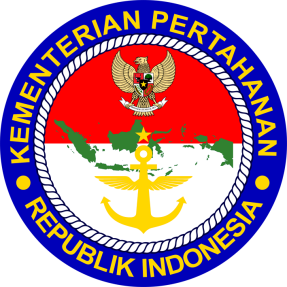 KEMENTERIAN PERTAHANAN
REPUBLIK INDONESIA